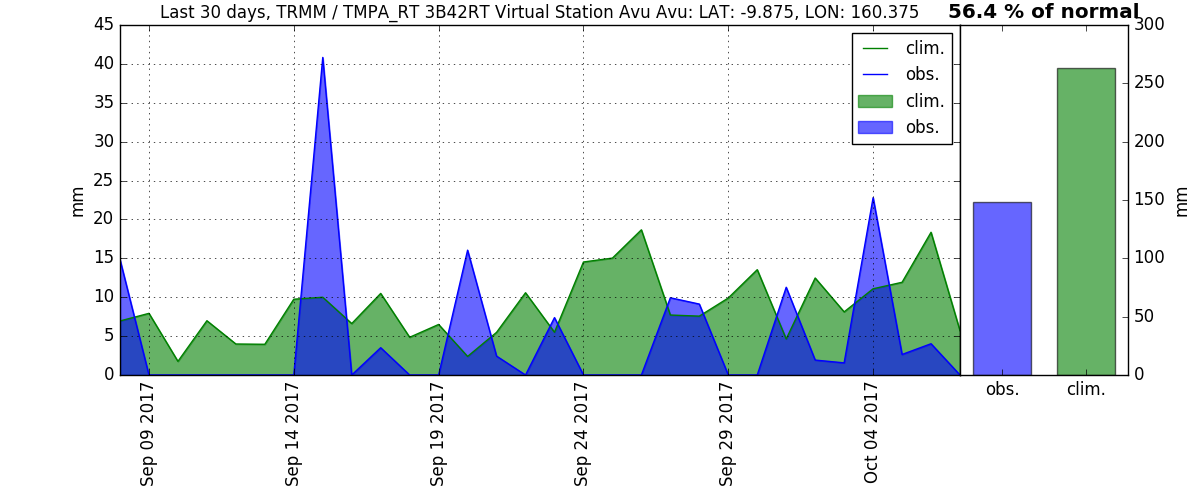 Last 30 days, TRMM / TMPA_RT 3B42RT Virtual Station Avu Avu: LAT: -9.875, LON: 160.375
56.4 % of normal
45
40
35
30
25
20
15
10
5
0
mm
clim.
obs.
clim.
obs.
Sep 09 2017
Sep 14 2017
Sep 19 2017
Sep 24 2017
Sep 29 2017
Oct 04 2017
300
250
200
150
100
50
0
mm
obs.
clim.